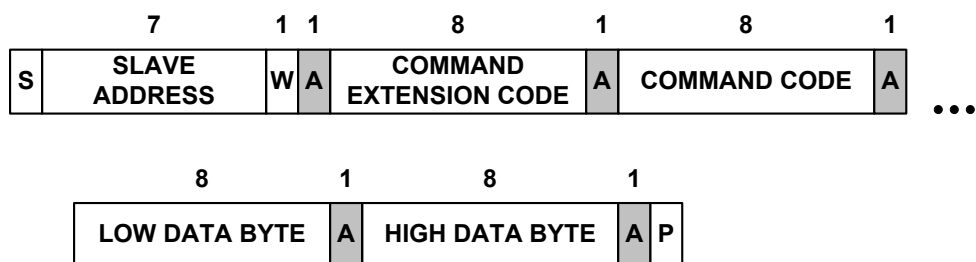 7 1 1 8 1 8 1
S SLAVE ADDRESS W A COMMAND EXTENSION CODE A COMMAND CODE A ...
8 1 8 1
LOW DATA BYTE A HIGH DATA BYTE A P